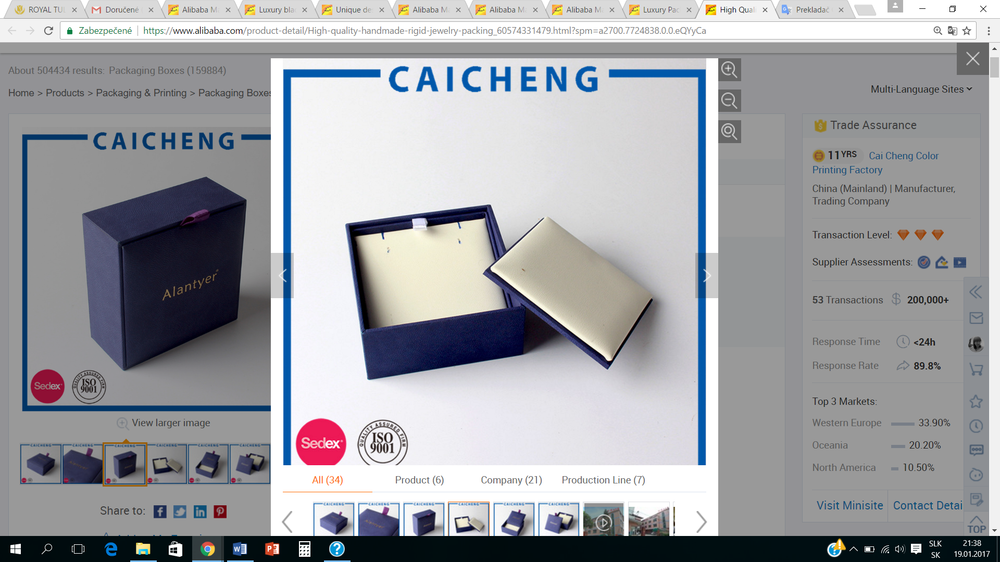 ROYAL TUL
Doručené
Alibaba Ma
Luxury blac
Unique de
Alibaba Ma
Alibaba Ma
Alibaba Ma
Luxury Pac
High Quali
Prekladač
Zabezpečené
https://www.alibaba.com/product-detail/High-quality-handmade-rigid-jewelry-packing_60574331479.html?spm=a2700.7724838.0.0.eQYyCa
About 504434 results: Packaging Boxes (159884)
Home > Products > Packaging & Printing > Packaging Boxes
Multi-Language Sites
CAICHENG
Alantyer
Sedex
QUALITY ASSURED FIRM
ISO
9001
View larger image
Share to:
CAICHENG
Sedex
QUALITY ASSURED FIRM
ISO
9001
All (34)
Product (6)
Company (21)
Production Line (7)
Trade Assurance
11 YRS Cai Cheng Color
Printing Factory
China (Mainland) | Manufacturer,
Trading Company
Transaction Level:
Supplier Assessments:
53 Transactions $ 200,000+
Response Time <24h
Response Rate 89.8%
Top 3 Markets:
Western Europe 33.90%
Oceania 20.20%
North America 10.50%
Visit Minisite
Contact Detai
TOP
SLK
SK
21:38
19.01.2017